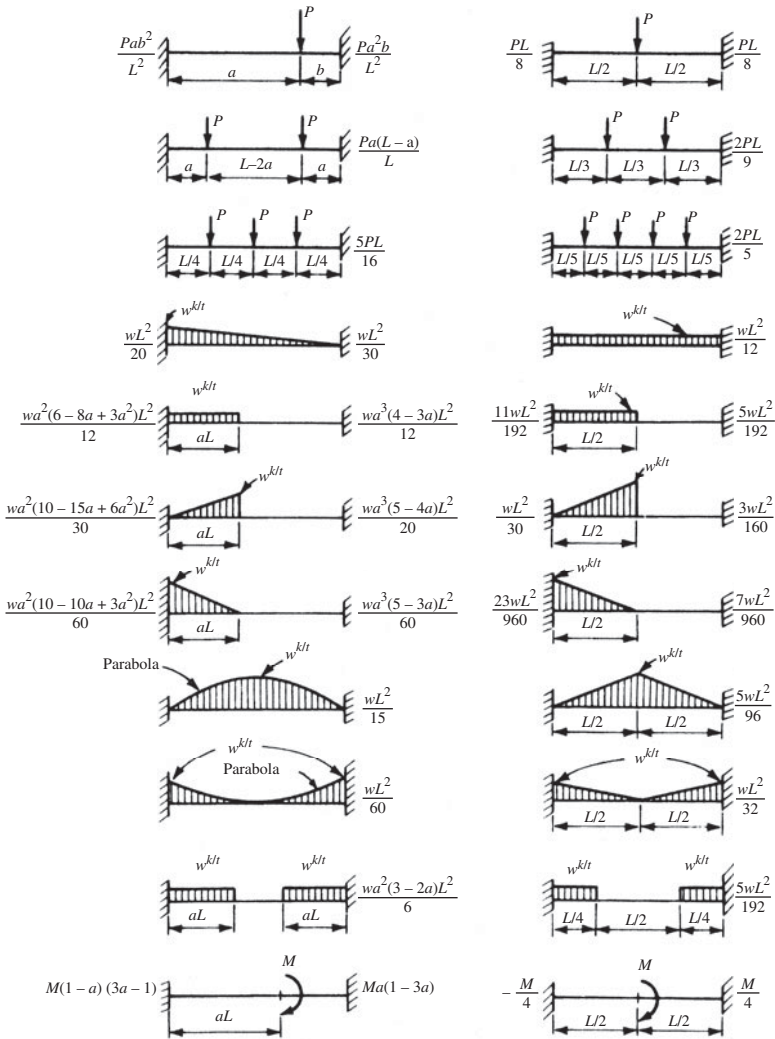 P P
Pab²/L² Pa²b/L² PL/8 PL/8
a b L/2 L/2
P P P P
Pa(L – a)/L 2PL/9
a L–2a a L/3 L/3 L/3
P P P P P P P
5PL/16 2PL/5
L/4 L/4 L/4 L/4 L/5 L/5 L/5 L/5 L/5
w^k/t w^k/t
wL²/20 wL²/30 wL²/12
w^k/t w^k/t
wa²(6 – 8a + 3a²)L²/12 wa³(4 – 3a)L²/12 11wL²/192 5wL²/192
aL L/2
w^k/t w^k/t
wa²(10 – 15a + 6a²)L²/30 wa³(5 – 4a)L²/20 wL²/30 3wL²/160
aL L/2
w^k/t w^k/t
wa²(10 – 10a + 3a²)L²/60 wa³(5 – 3a)L²/60 23wL²/960 7wL²/960
aL L/2
Parabola w^k/t w^k/t
wL²/15 5wL²/96
L/2 L/2
w^k/t w^k/t
Parabola
wL²/60 wL²/32
L/2 L/2
w^k/t w^k/t w^k/t w^k/t
wa²(3 – 2a)L²/6 5wL²/192
aL aL L/4 L/2 L/4
M M
M(1 – a) (3a – 1) Ma(1 – 3a) – M/4 M/4
aL L/2 L/2